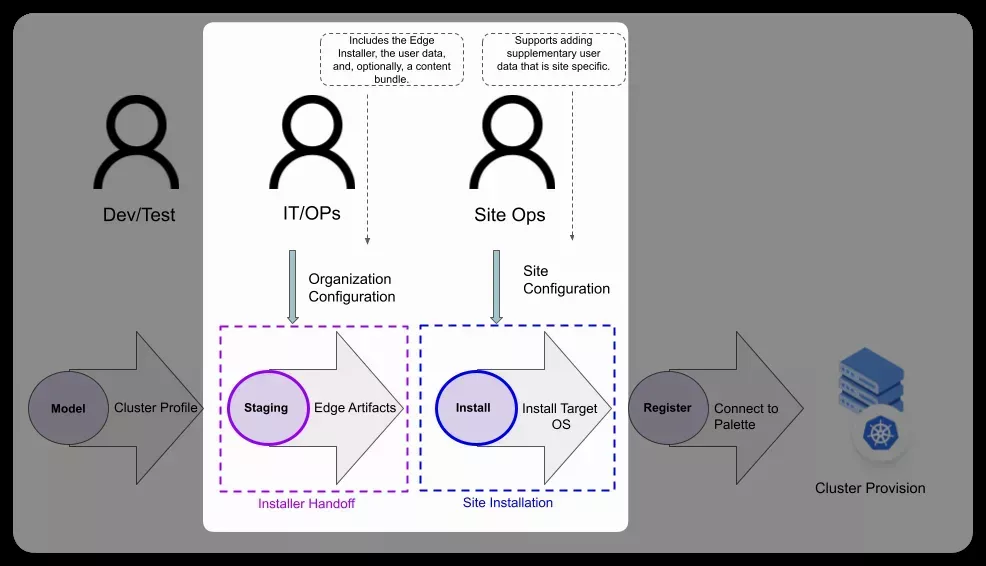 Includes the Edge
Installer, the user data,
and, optionally, a content
bundle.
Supports adding
supplementary user
data that is site specific.
Dev/Test
IT/OPs
Site Ops
Organization
Configuration
Site
Configuration
Model
Cluster Profile
Staging
Edge Artifacts
Install
Install Target
OS
Register
Connect to
Palette
Cluster Provision
Installer Handoff
Site Installation